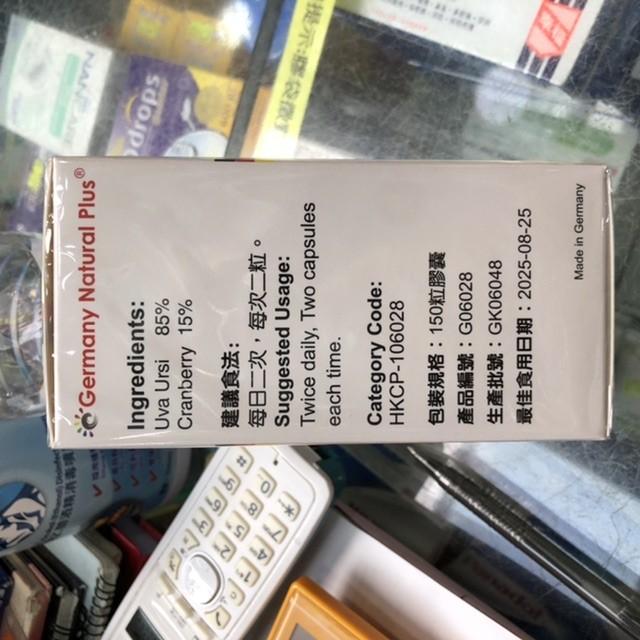 Germany Natural Plus®
Ingredients:
Uva Ursi 85%
Cranberry 15%
建議食法:
每日二次，每次二粒。
Suggested Usage:
Twice daily, Two capsules
each time.
Category Code:
HKCP-106028
包裝規格：150粒膠囊
產品編號：G06028
生產批號：GK06048
最佳食用日期：2025-08-25
Made in Germany
drops
提示